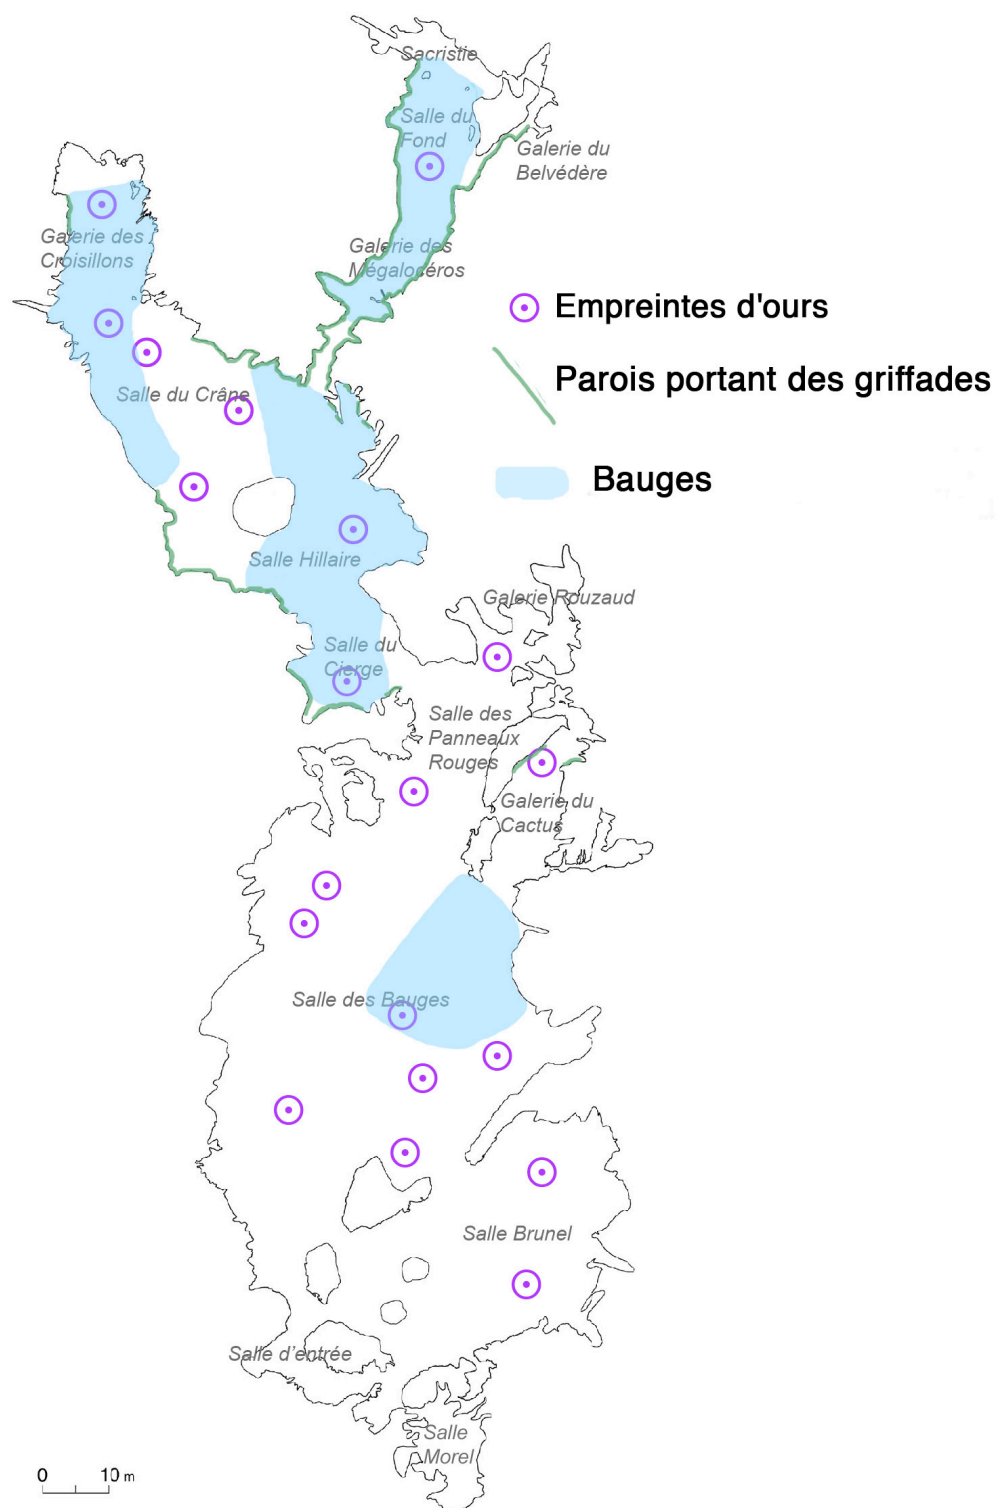 Sacristie
Salle du
Fond
Galerie du
Belvédère
Galerie des
Croisillons
Galerie des
Mégalocéros
Empreintes d'ours
Parois portant des griffades
Salle du Crâne
Bauges
Salle Hillaire
Galerie Rouzaud
Salle du
Cierge
Salle des
Panneaux
Rouges
Galerie du
Cactus
Salle des Bauges
Salle Brunel
Salle d'entrée
Salle
Morel
0 10 m